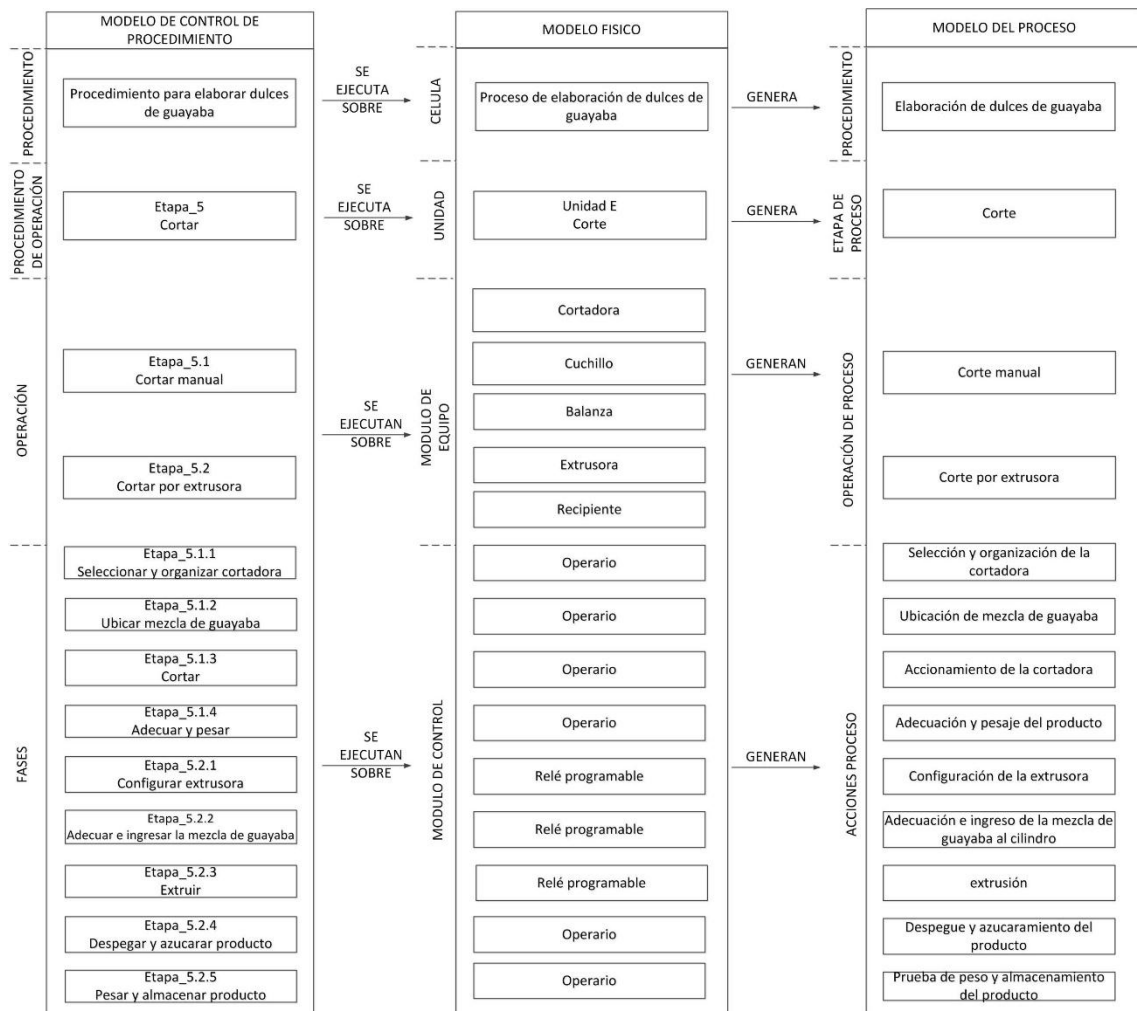 MODELO DE CONTROL DE
PROCEDIMIENTO
MODELO FISICO
MODELO DEL PROCESO
PROCEDIMIENTO
Procedimiento para elaborar dulces
de guayaba
SE
EJECUTA
SOBRE
CELULA
Proceso de elaboración de dulces de
guayaba
GENERA
PROCEDIMIENTO
Elaboración de dulces de guayaba
PROCEDIMIENTO
DE OPERACIÓN
Etapa_5
Cortar
SE
EJECUTA
SOBRE
UNIDAD
Unidad E
Corte
GENERA
ETAPA DE
PROCESO
Corte
OPERACIÓN
Etapa_5.1
Cortar manual
Etapa_5.2
Cortar por extrusora
SE
EJECUTAN
SOBRE
MODULO DE
EQUIPO
Cortadora
Cuchillo
Balanza
Extrusora
Recipiente
GENERAN
OPERACIÓN DE PROCESO
Corte manual
Corte por extrusora
FASES
Etapa_5.1.1
Seleccionar y organizar cortadora
Etapa_5.1.2
Ubicar mezcla de guayaba
Etapa_5.1.3
Cortar
Etapa_5.1.4
Adecuar y pesar
Etapa_5.2.1
Configurar extrusora
Etapa_5.2.2
Adecuar e ingresar la mezcla de guayaba
Etapa_5.2.3
Extruir
Etapa_5.2.4
Despegar y azucarar producto
Etapa_5.2.5
Pesar y almacenar producto
SE
EJECUTAN
SOBRE
MODULO DE CONTROL
Operario
Operario
Operario
Operario
Relé programable
Relé programable
Relé programable
Operario
Operario
GENERAN
ACCIONES PROCESO
Selección y organización de la
cortadora
Ubicación de mezcla de guayaba
Accionamiento de la cortadora
Adecuación y pesaje del producto
Configuración de la extrusora
Adecuación e ingreso de la mezcla de
guayaba al cilindro
extrusión
Despegue y azucaramiento del
producto
Prueba de peso y almacenamiento
del producto